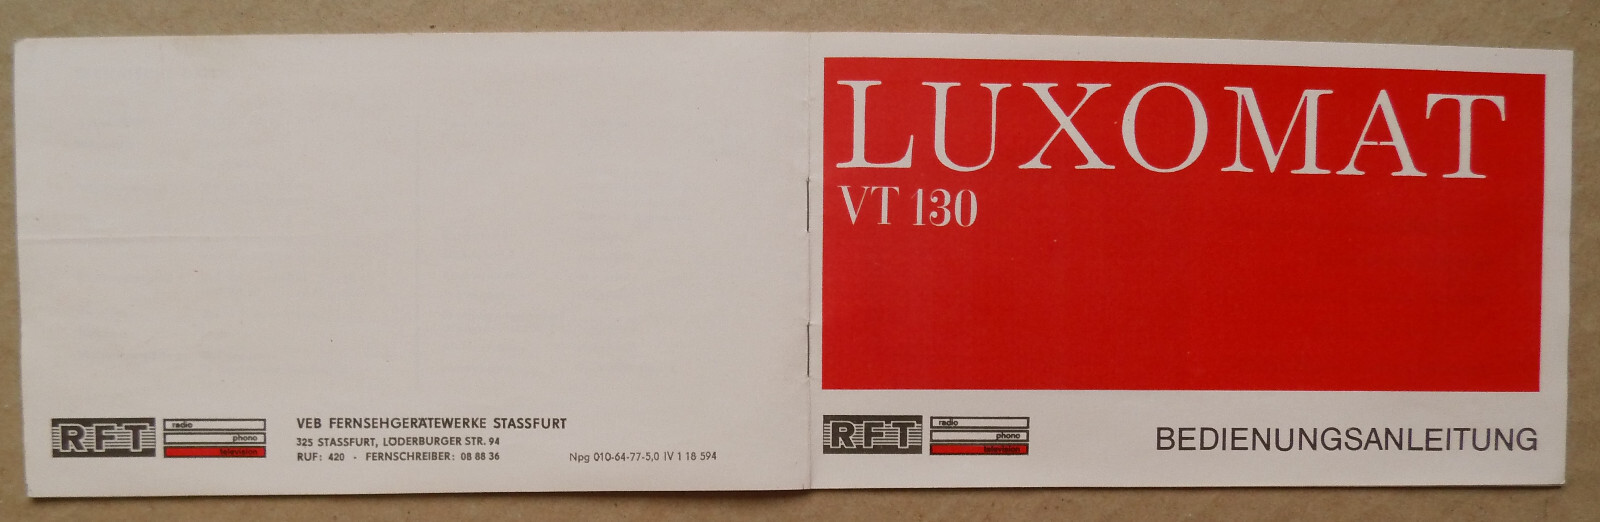 RFT
radio
phono
television
VEB FERNSEHGERÄTEWERKE STASSFURT
325 STASSFURT, LÖDERBURGER STR. 94
RUF: 420 - FERNSCHREIBER: 08 88 36
Npg 010-64-77-5,0 IV 1 18 594
LUXOMAT
VT 130
RFT
radio
phono
television
BEDIENUNGSANLEITUNG